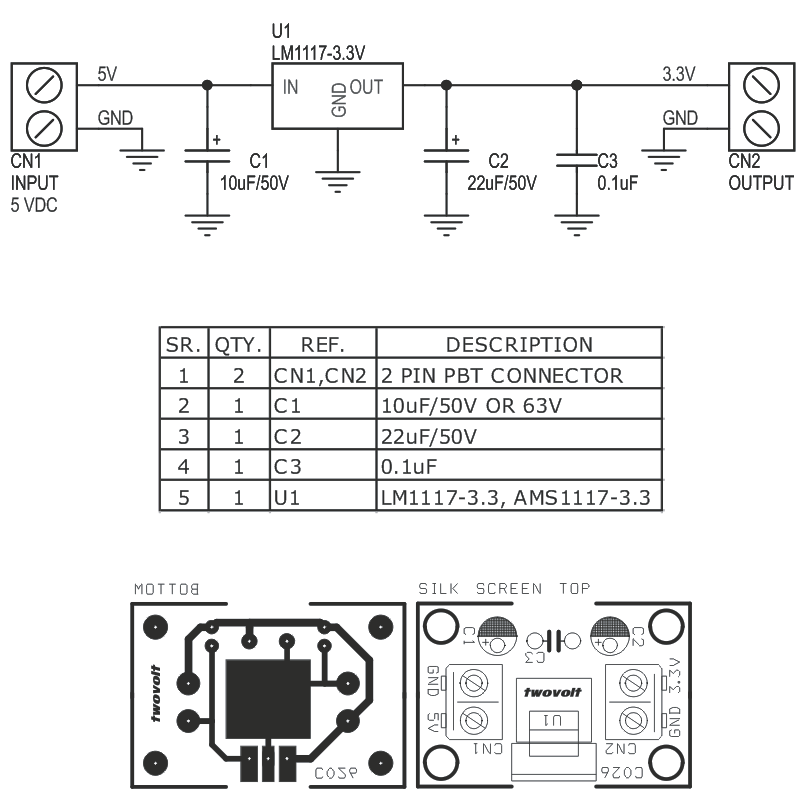 U1
LM1117-3.3V
5V
IN
OUT
GND
3.3V
GND
GND
CN1
INPUT
5 VDC
+
C1
10uF/50V
+
C2
22uF/50V
C3
0.1uF
CN2
OUTPUT
SR. QTY. REF. DESCRIPTION
1 2 CN1,CN2 2 PIN PBT CONNECTOR
2 1 C1 10uF/50V OR 63V
3 1 C2 22uF/50V
4 1 C3 0.1uF
5 1 U1 LM1117-3.3, AMS1117-3.3
BOTTOM
twovolt
C026
SILK SCREEN TOP
C1
+
C3
+
C2
GND
5V
CN1
twovolt
U1
3.3V
GND
CN2
C026